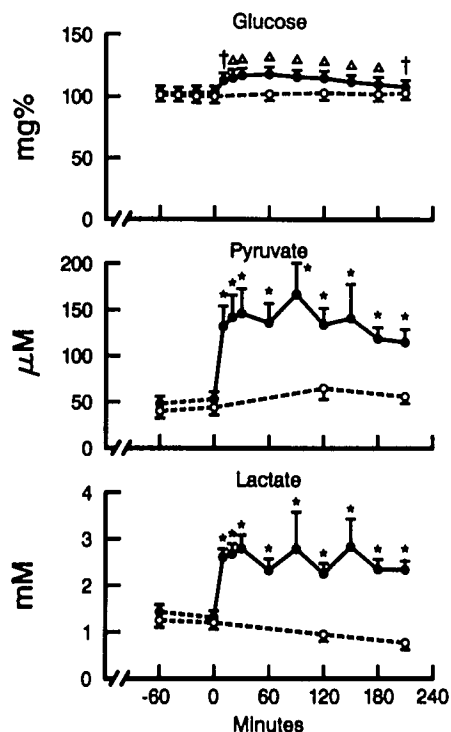 Glucose
150
† △ △ △ △ △ △ △ †
100
mg%
50
0
Pyruvate
200
* * * * * * * * *
150
μM
100
50
0
Lactate
4
* * * * * * * * *
3
mM
2
1
0
-60 0 60 120 180 240
Minutes